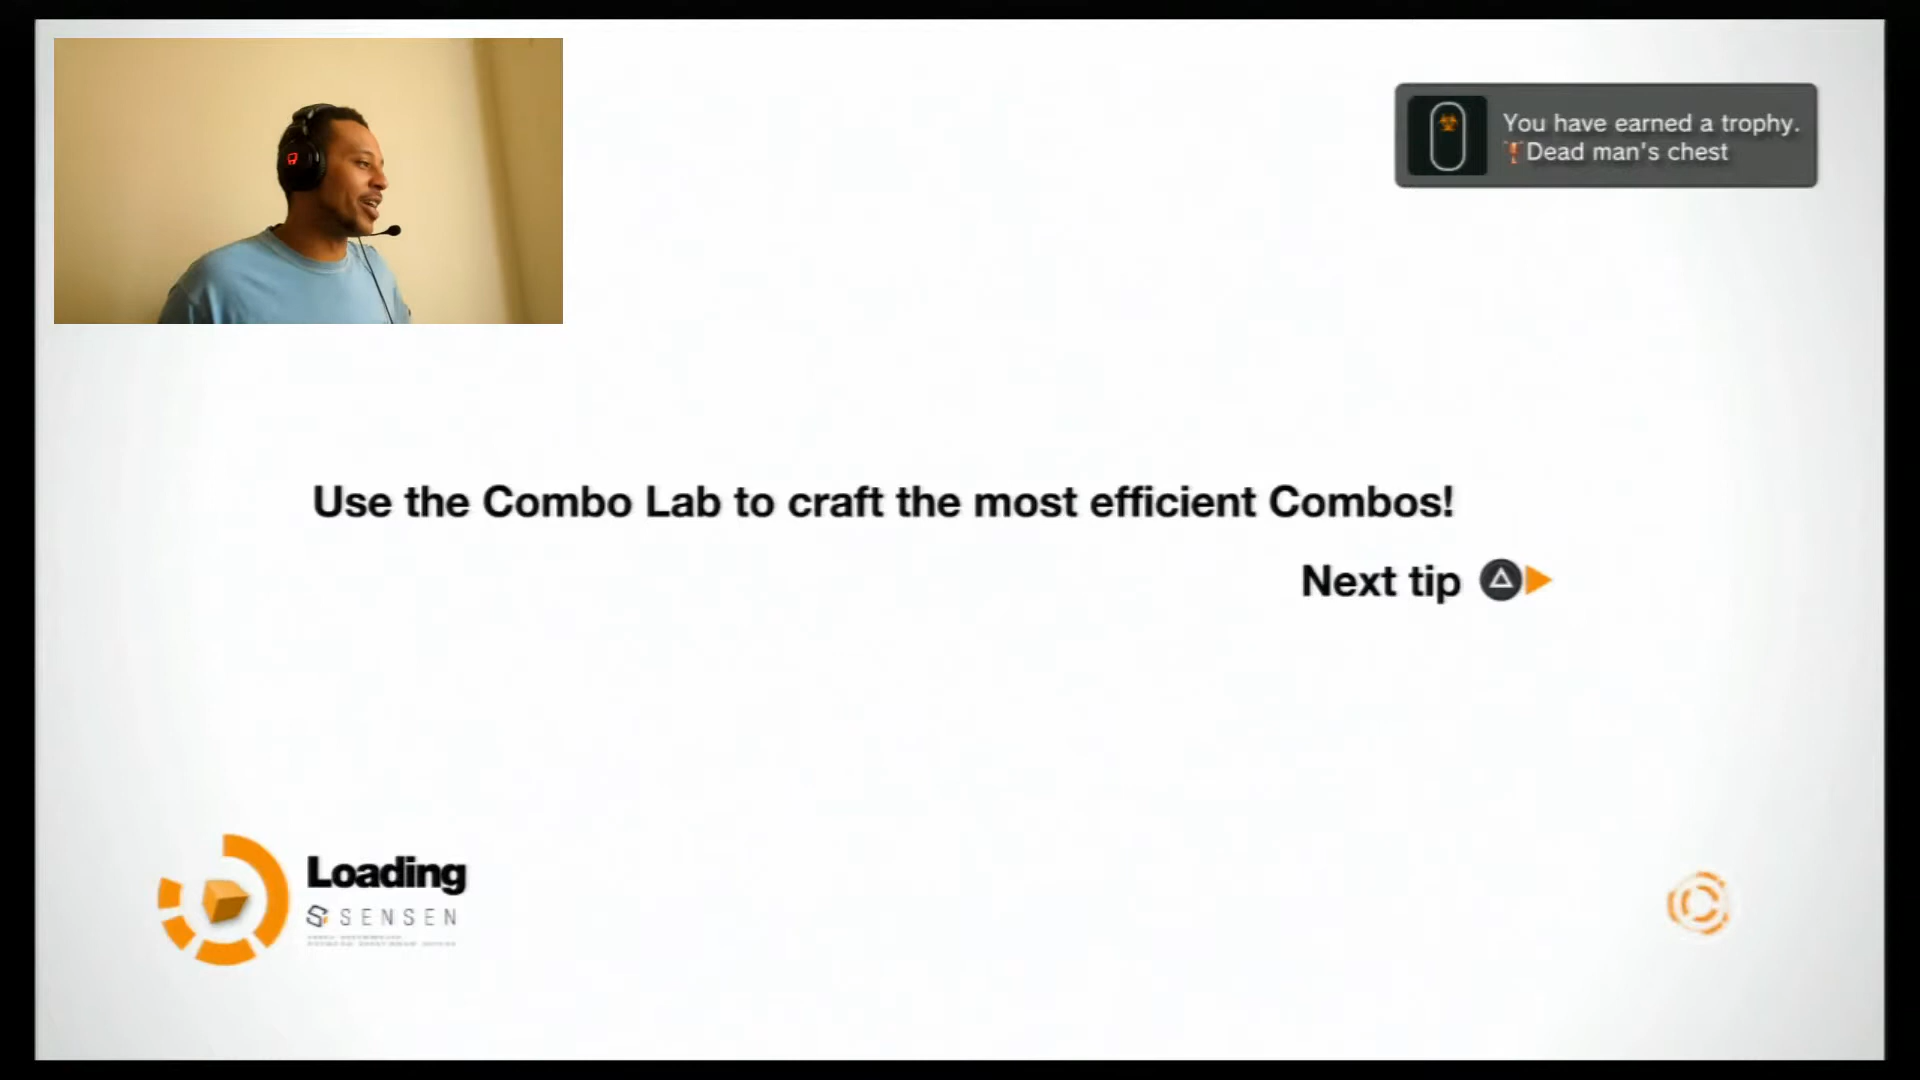 You have earned a trophy.
Dead man's chest
Use the Combo Lab to craft the most efficient Combos!
Next tip
Loading
SENSEN